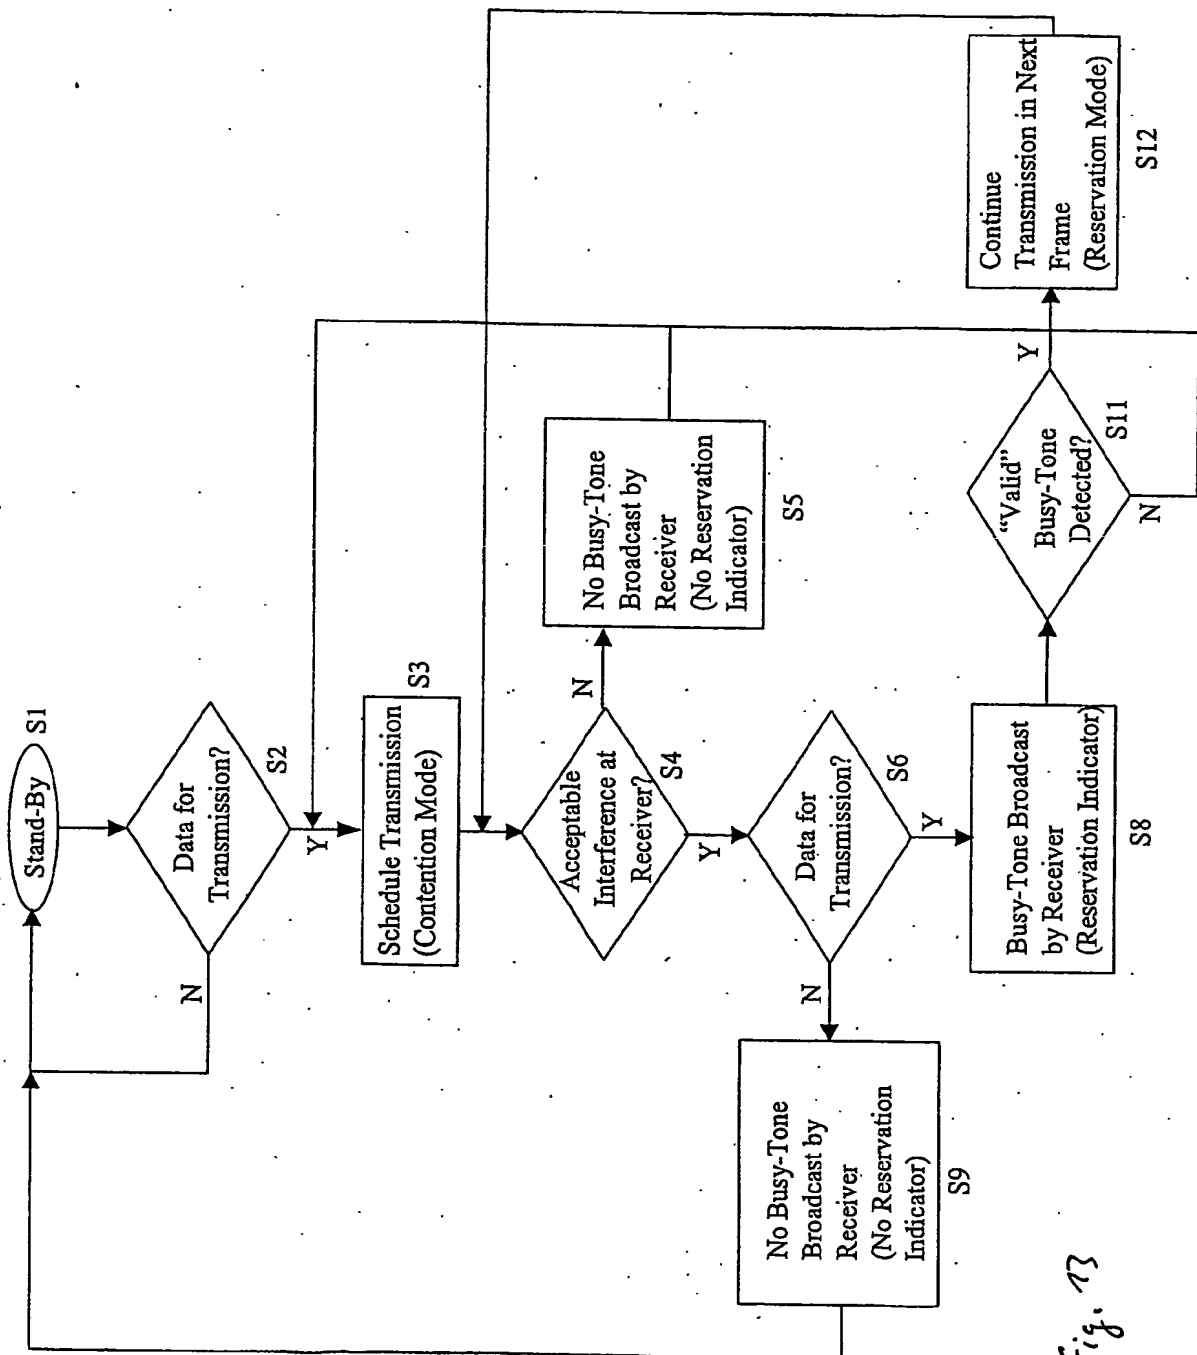 Stand-By
S1
Data for
Transmission?
S2
N
Y
Schedule Transmission
(Contention Mode)
S3
Acceptable
Interference at
Receiver?
S4
N
Y
No Busy-Tone
Broadcast by
Receiver
(No Reservation
Indicator)
S5
Data for
Transmission?
S6
N
Y
No Busy-Tone
Broadcast by
Receiver
(No Reservation
Indicator)
S9
Busy-Tone Broadcast
by Receiver
(Reservation Indicator)
S8
“Valid”
Busy-Tone
Detected?
S11
Y
N
Continue
Transmission in Next
Frame
(Reservation Mode)
S12
Fig. 13